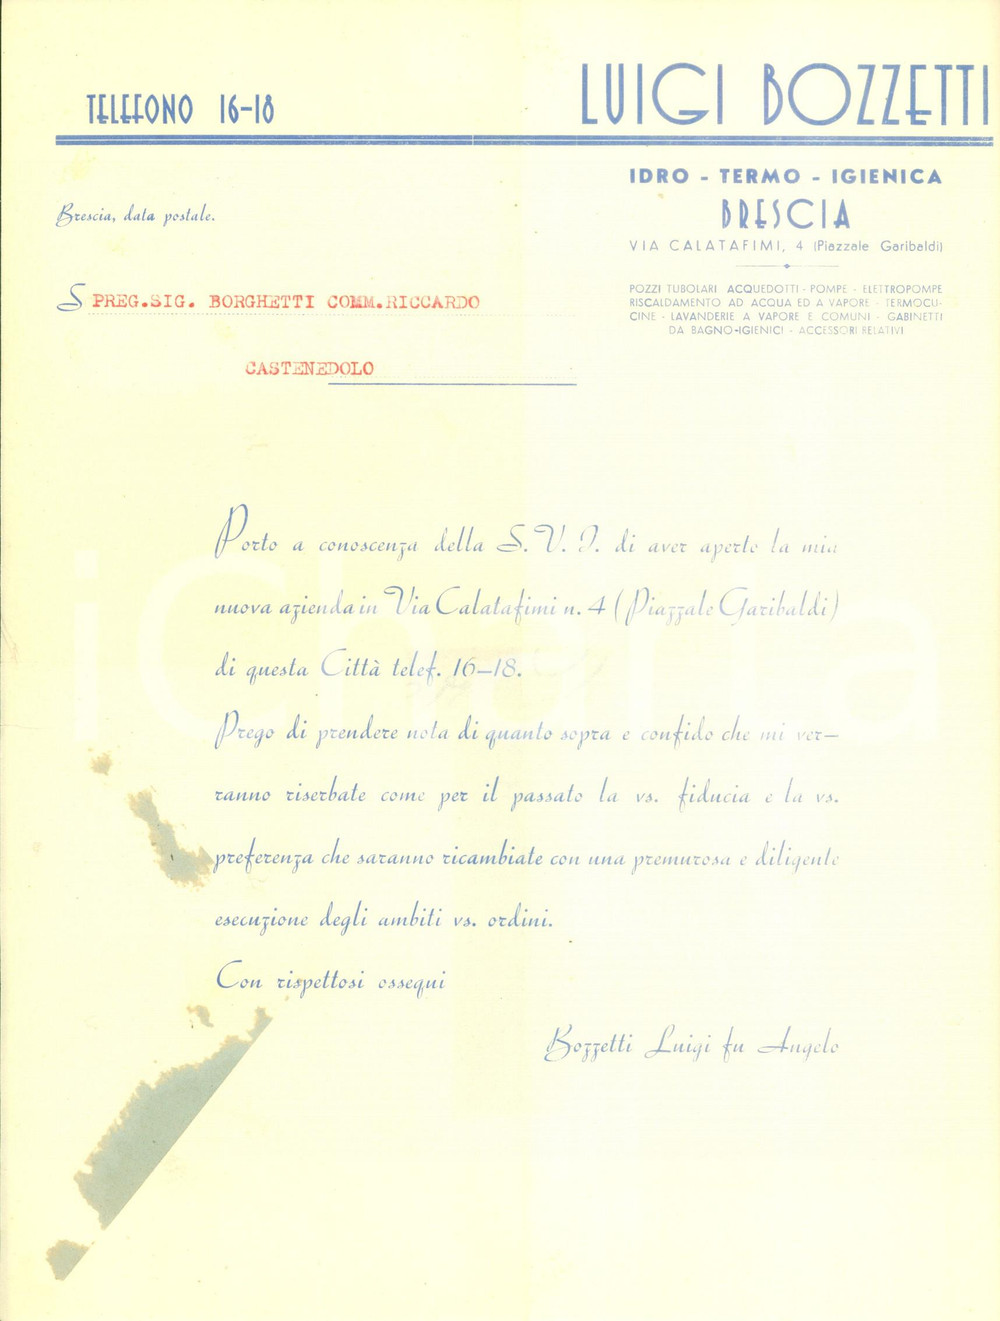 TELEFONO 16-18
LUIGI BOZZETTI
IDRO - TERMO - IGIENICA
BRESCIA
VIA CALATAFIMI, 4 (Piazzale Garibaldi)
POZZI TUBOLARI ACQUEDOTTI - POMPE - ELETTROPOMPE
RISCALDAMENTO AD ACQUA ED A VAPORE - TERMOCU-
CINE - LAVANDERIE A VAPORE E COMUNI - GABINETTI
DA BAGNO-IGIENICI - ACCESSORI RELATIVI
Brescia, data postale.
S PREG.SIG. BORGHETTI COMM.RICCARDO
CASTENEDOLO
Porto a conoscenza della S. V. I. di aver aperto la mia
nuova azienda in Via Calatafimi n. 4 (Piazzale Garibaldi)
di questa Città telef. 16-18.
Prego di prendere nota di quanto sopra e confido che mi ver-
ranno riserbate come per il passato la vs. fiducia e la vs.
preferenza che saranno ricambiate con una premurosa e diligente
esecuzione degli ambiti vs. ordini.
Con rispettosi ossequi
Bozzetti Luigi fu Angelo
iCharta